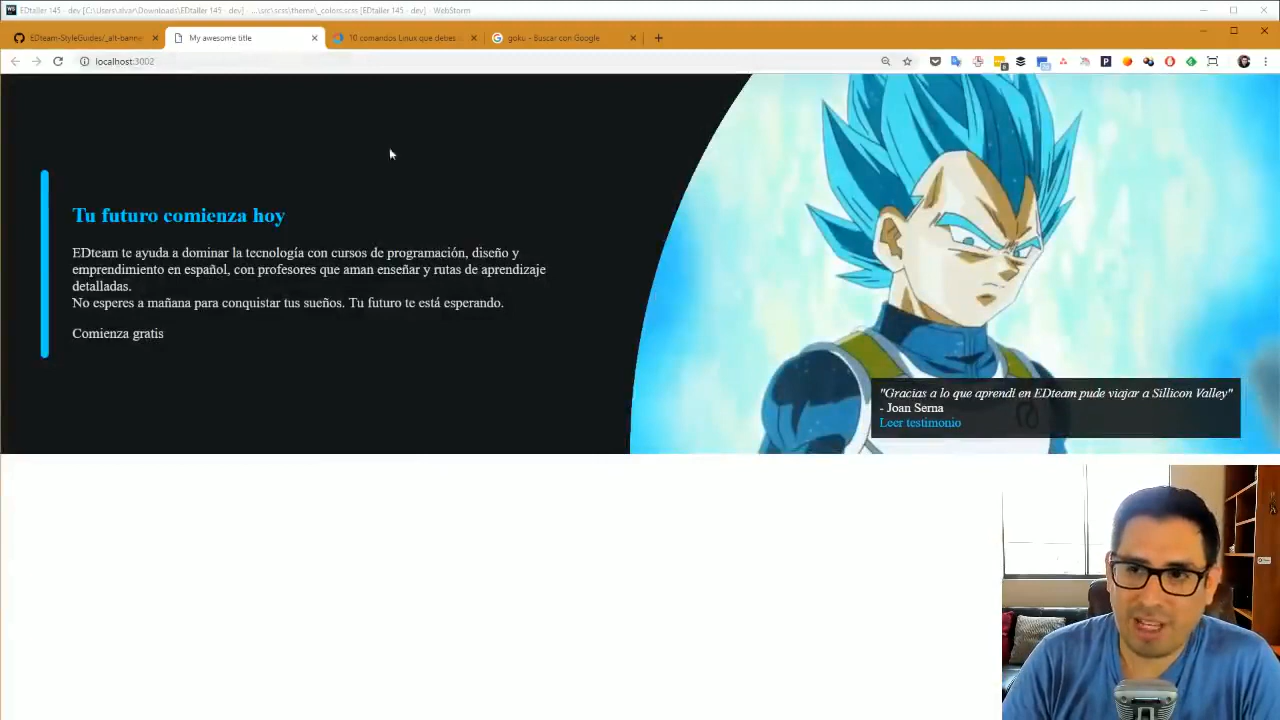 EDtaller 145 - dev [C:\Users\alvar\Downloads\EDtaller 145 - dev] - ...\src\scss\theme\_colors.scss [EDtaller 145 - dev] - WebStorm
EDteam-StyleGuides/_alt-banne
My awesome title
10 comandos Linux que debes
goku - Buscar con Google
localhost:3002
Tu futuro comienza hoy
EDteam te ayuda a dominar la tecnología con cursos de programación, diseño y
emprendimiento en español, con profesores que aman enseñar y rutas de aprendizaje
detalladas.
No esperes a mañana para conquistar tus sueños. Tu futuro te está esperando.
Comienza gratis
"Gracias a lo que aprendí en EDteam pude viajar a Sillicon Valley"
- Joan Serna
Leer testimonio